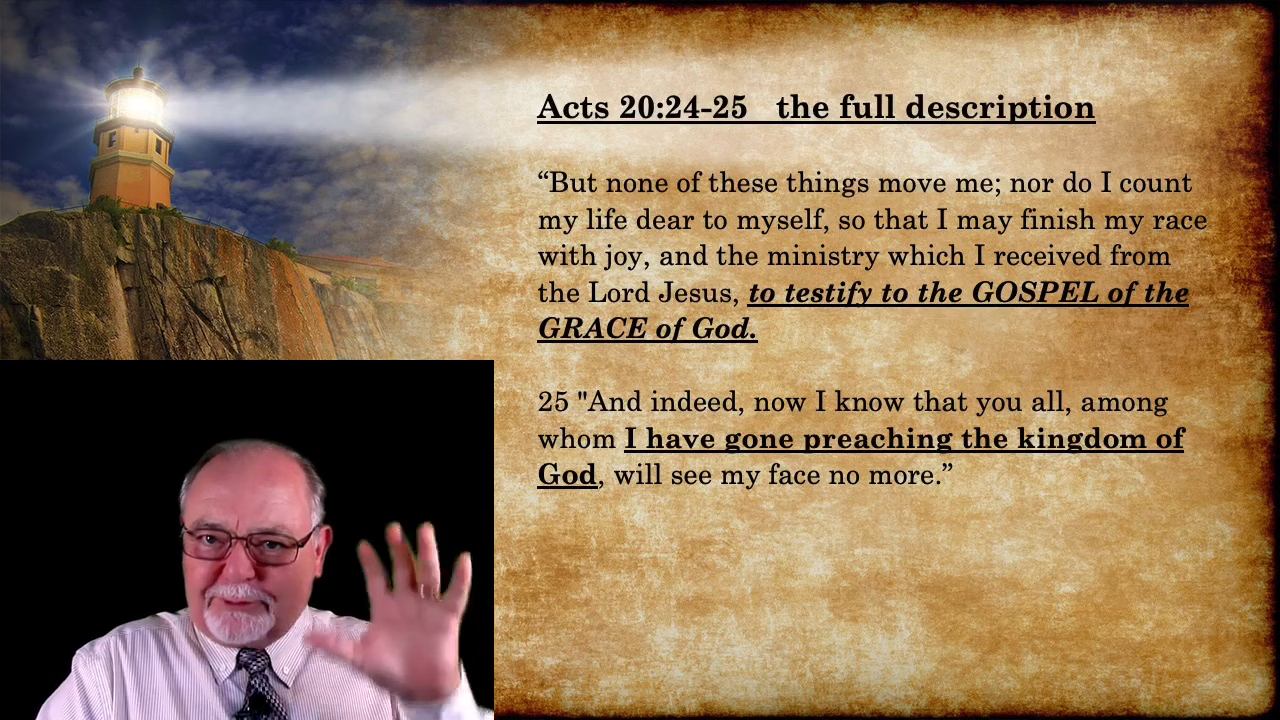 Acts 20:24-25 the full description
“But none of these things move me; nor do I count
my life dear to myself, so that I may finish my race
with joy, and the ministry which I received from
the Lord Jesus, to testify to the GOSPEL of the
GRACE of God.
25 "And indeed, now I know that you all, among
whom I have gone preaching the kingdom of
God, will see my face no more.”